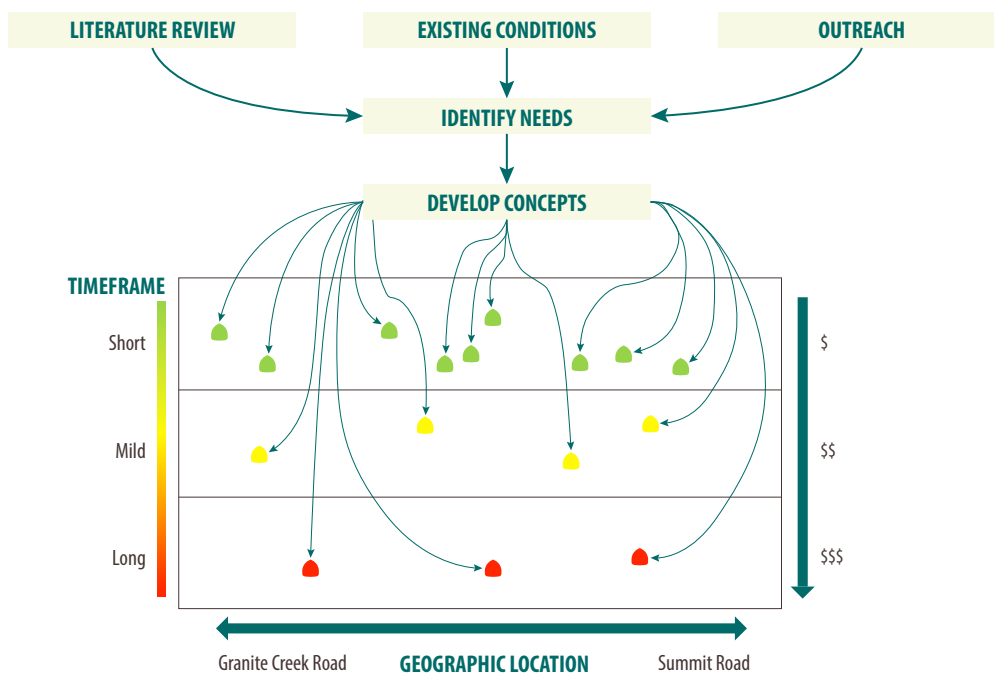 LITERATURE REVIEW
EXISTING CONDITIONS
OUTREACH
IDENTIFY NEEDS
DEVELOP CONCEPTS
TIMEFRAME
Short
$
Mild
$$
Long
$$$
Granite Creek Road
GEOGRAPHIC LOCATION
Summit Road